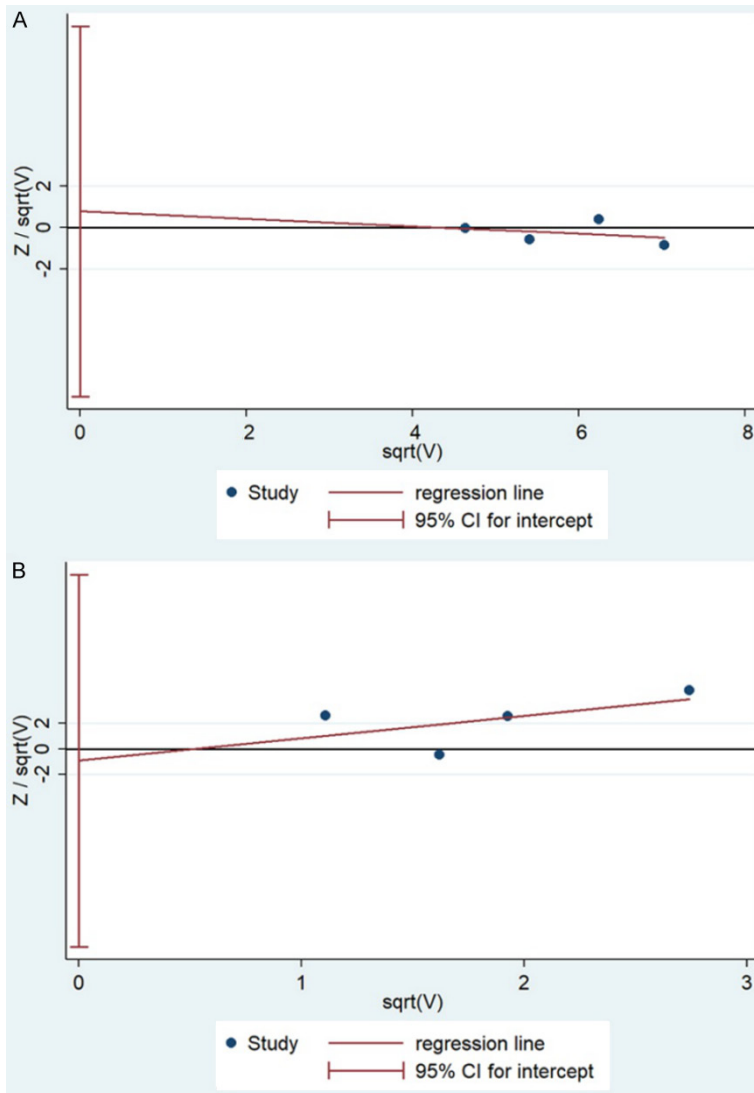 A
Z / sqrt(V)
2
0
-2
0
2
4
6
8
sqrt(V)
Study
regression line
95% CI for intercept
B
Z / sqrt(V)
2
0
-2
0
1
2
3
sqrt(V)
Study
regression line
95% CI for intercept